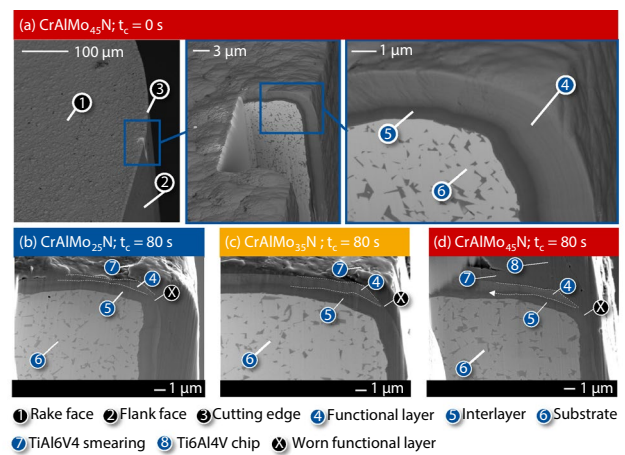 (a) CrAlMo45N; tc = 0 s
100 µm
3 µm
1 µm
1
3
2
4
5
6
(b) CrAlMo25N; tc = 80 s
(c) CrAlMo35N ; tc = 80 s
(d) CrAlMo45N; tc = 80 s
7 4 X 5 6
7 4 X 5 6
8 7 4 X 5 6
1 µm
1 µm
1 µm
1 Rake face 2 Flank face 3 Cutting edge 4 Functional layer 5 Interlayer 6 Substrate
7 TiAl6V4 smearing 8 Ti6Al4V chip X Worn functional layer